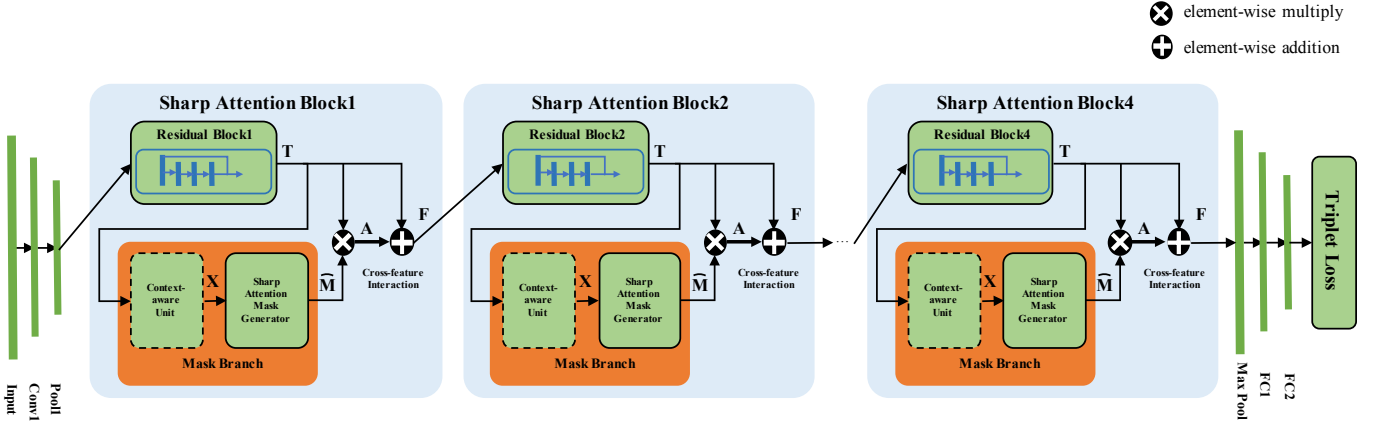 element-wise multiply
element-wise addition
Sharp Attention Block1
Residual Block1
T
A
F
Cross-feature
Interaction
M̂
Context-
aware
Unit
X
Sharp
Attention
Mask
Generator
Mask Branch
Sharp Attention Block2
Residual Block2
T
A
F
Cross-feature
Interaction
M̂
Context-
aware
Unit
X
Sharp
Attention
Mask
Generator
Mask Branch
...
Sharp Attention Block4
Residual Block4
T
A
F
Cross-feature
Interaction
M̂
Context-
aware
Unit
X
Sharp
Attention
Mask
Generator
Mask Branch
Triplet Loss
Input
Conv1
Pool1
Max Pool
FC1
FC2